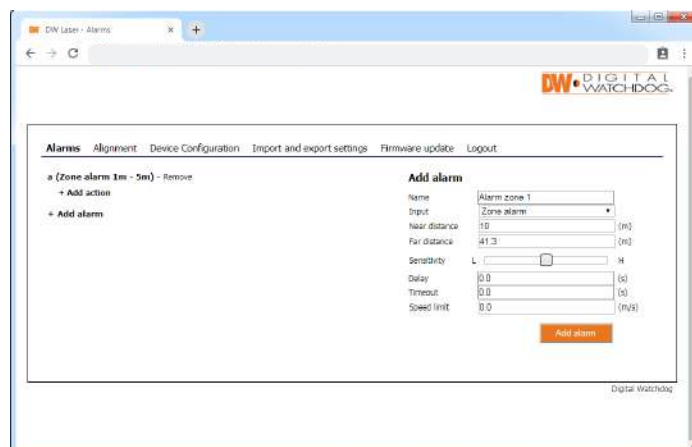 DW Laser - Alarms
DW DIGITAL
WATCHDOG
Alarms Alignment Device Configuration Import and export settings Firmware update Logout
a (Zone alarm 1m - 5m) - Remove
+ Add action
+ Add alarm
Add alarm
Name Alarm zone 1
Input Zone alarm
Near distance 10 (m)
Far distance 41.3 (m)
Sensitivity L H
Delay 0.0 (s)
Timeout 0.0 (s)
Speed limit 0.0 (m/s)
Add alarm
Digital Watchdog